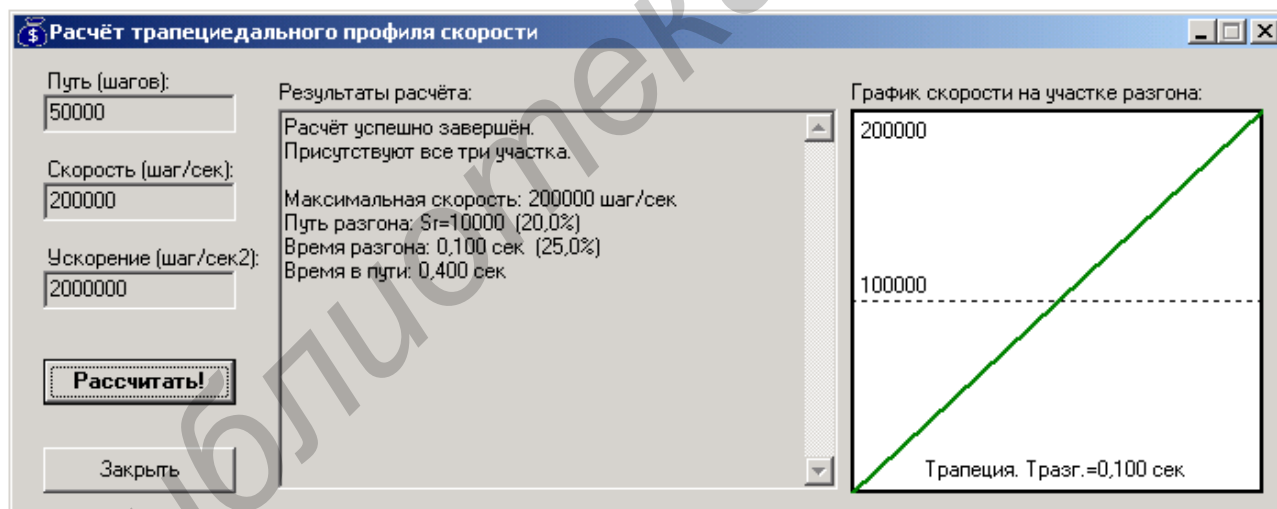 Расчёт трапециедального профиля скорости
Путь (шагов):
50000
Скорость (шаг/сек):
200000
Ускорение (шаг/сек2):
2000000
Рассчитать!
Закрыть
Результаты расчёта:
Расчёт успешно завершён.
Присутствуют все три участка.
Максимальная скорость: 200000 шаг/сек
Путь разгона: Sr=10000 (20,0%)
Время разгона: 0,100 сек (25,0%)
Время в пути: 0,400 сек
График скорости на участке разгона:
200000
100000
Трапеция. Tразг.=0,100 сек